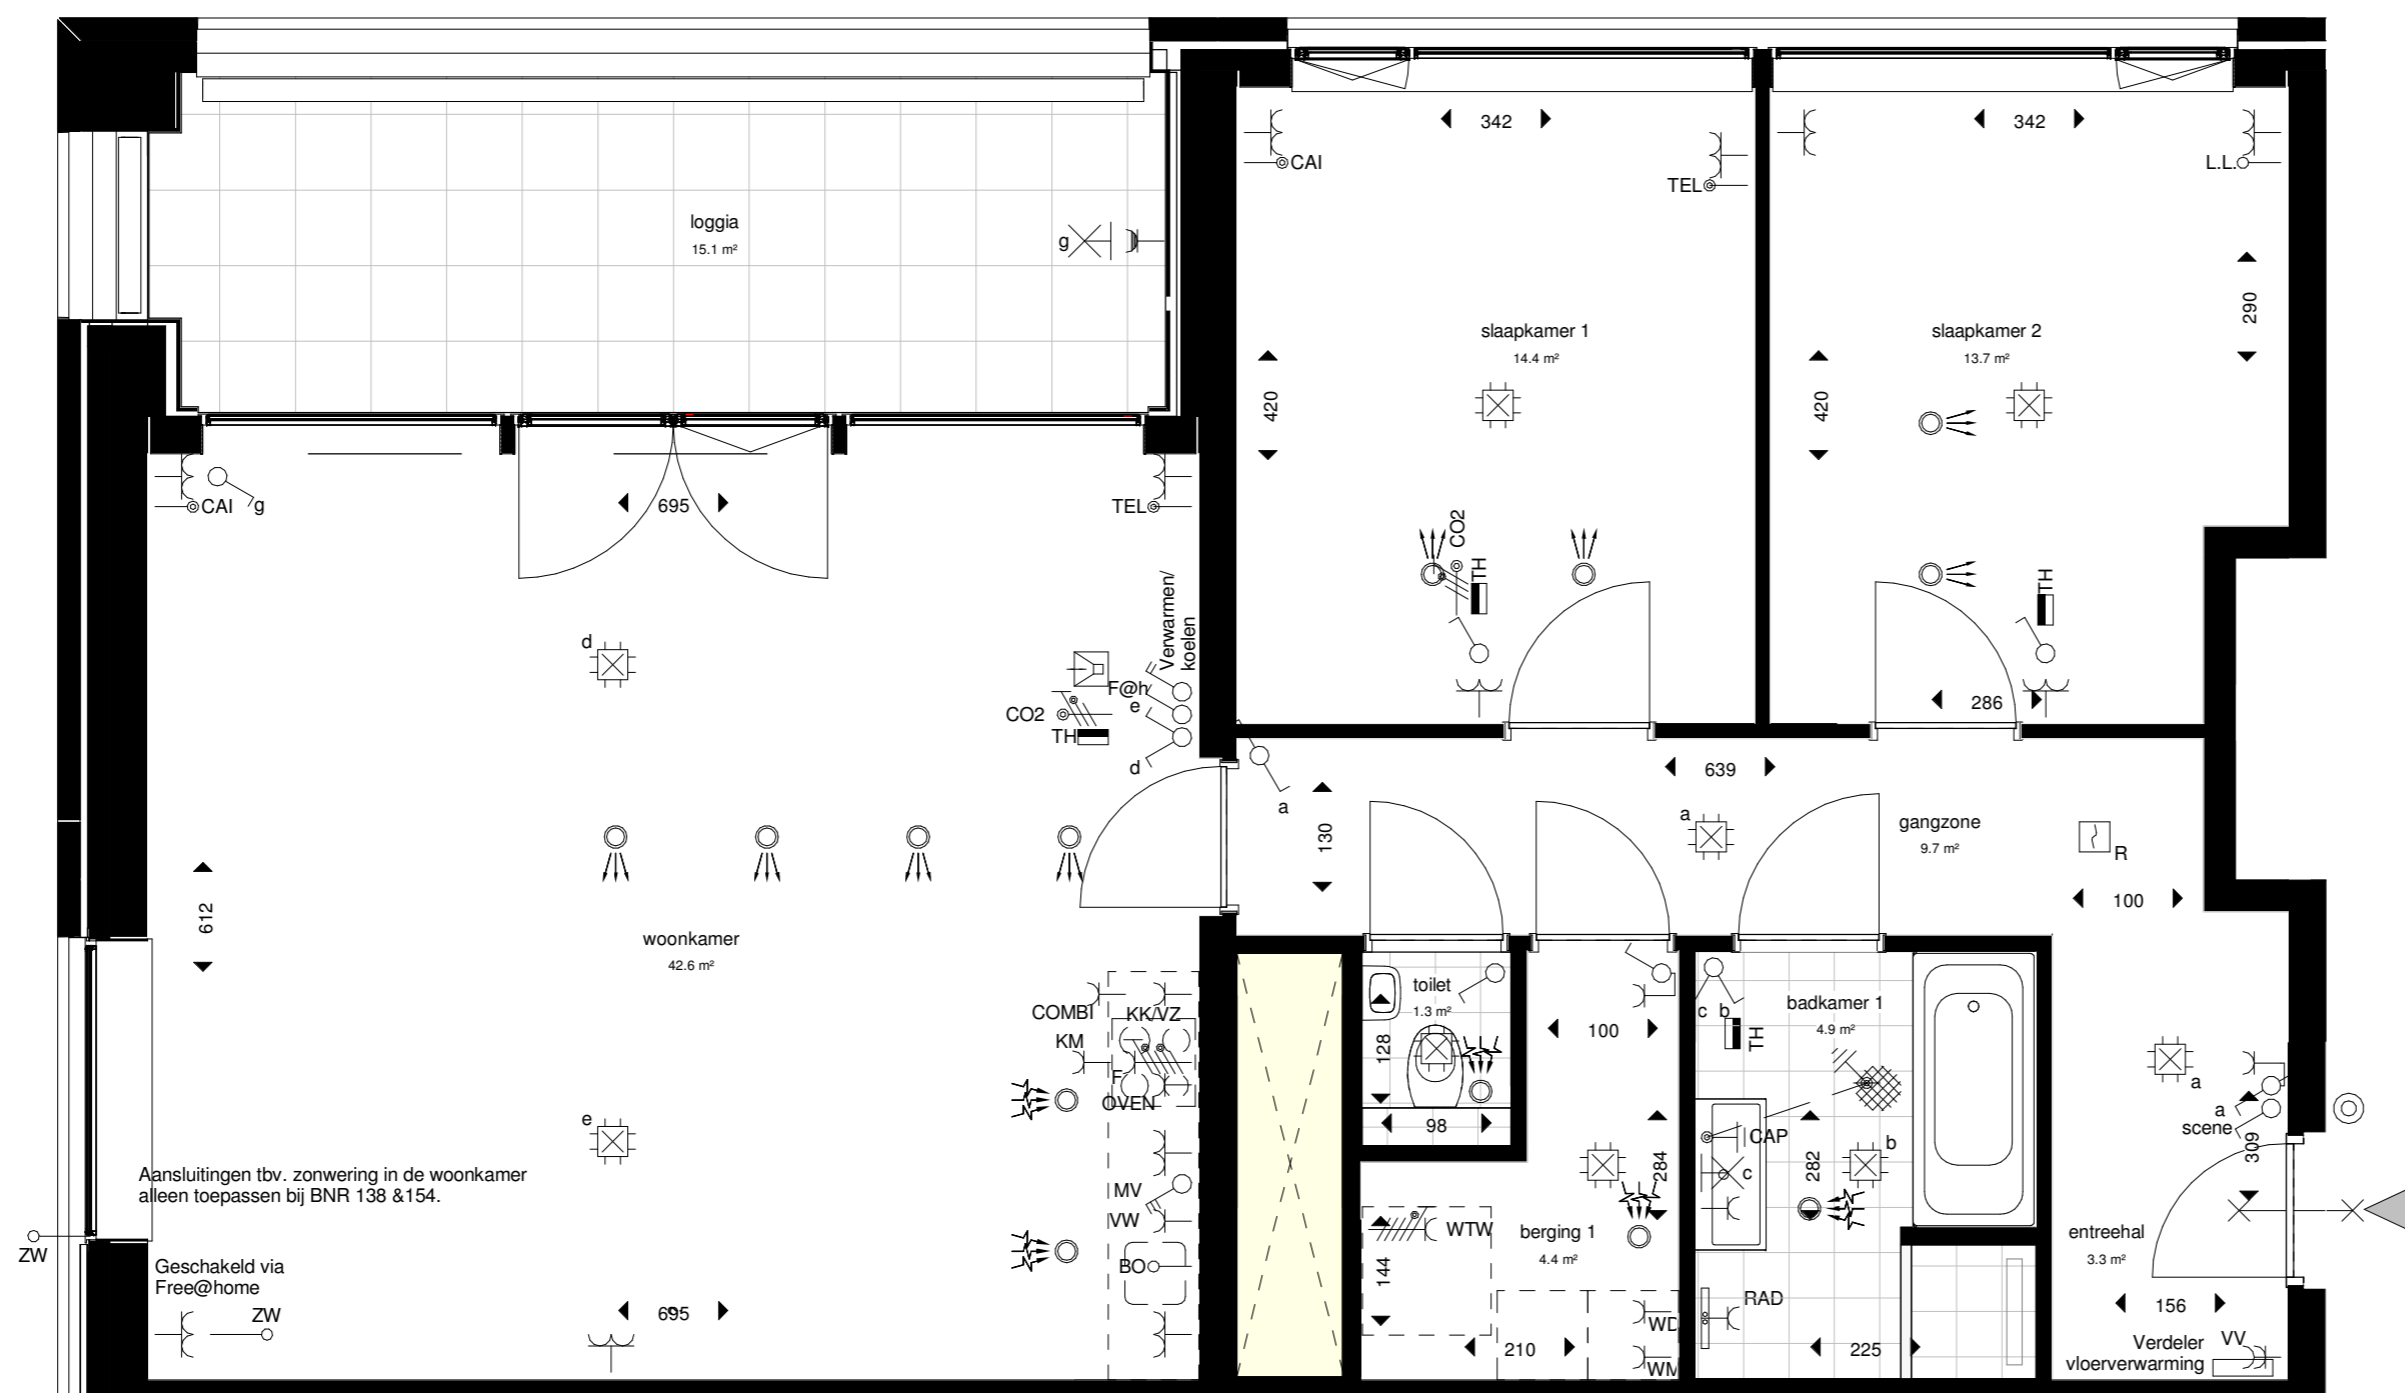 342
342
CAI
TEL
L.L.
loggia
15.1 m²
g
290
slaapkamer 1
14.4 m²
slaapkamer 2
13.7 m²
420
420
CAI
g
695
TEL
CO2
TH
TH
Verwarmen/
koelen
d
F@h
e
CO2
TH
d
286
639
a
130
a
gangzone
9.7 m²
R
100
612
woonkamer
42.6 m²
COMBI
KK/VZ
KM
F
OVEN
toilet
1.3 m²
128
98
100
c b
TH
badkamer 1
4.9 m²
a
a
scene
309
e
CAP
c
b
284
282
Aansluitingen tbv. zonwering in de woonkamer
alleen toepassen bij BNR 138 &154.
MV
VW
WTW
berging 1
4.4 m²
entreehal
3.3 m²
ZW
Geschakeld via
Free@home
BO
144
RAD
ZW
695
WD
156
210
225
WM
Verdeler
vloerverwarming
VV